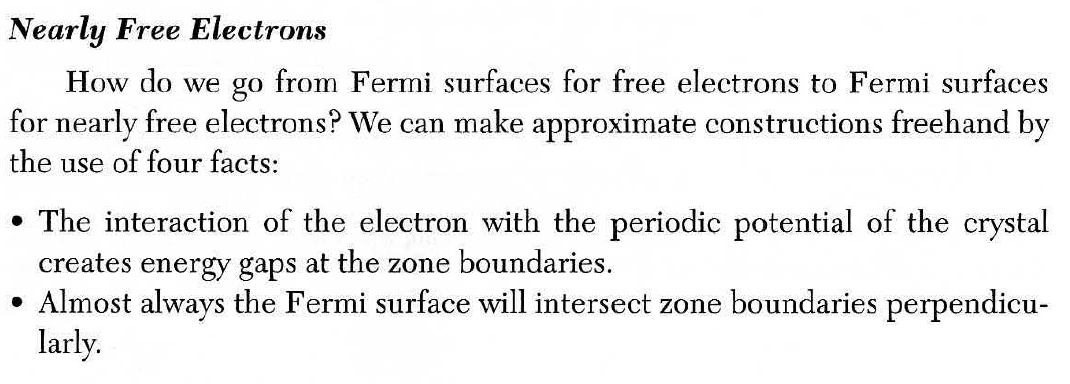 Nearly Free Electrons
How do we go from Fermi surfaces for free electrons to Fermi surfaces
for nearly free electrons? We can make approximate constructions freehand by
the use of four facts:
• The interaction of the electron with the periodic potential of the crystal
creates energy gaps at the zone boundaries.
• Almost always the Fermi surface will intersect zone boundaries perpendicu-
larly.